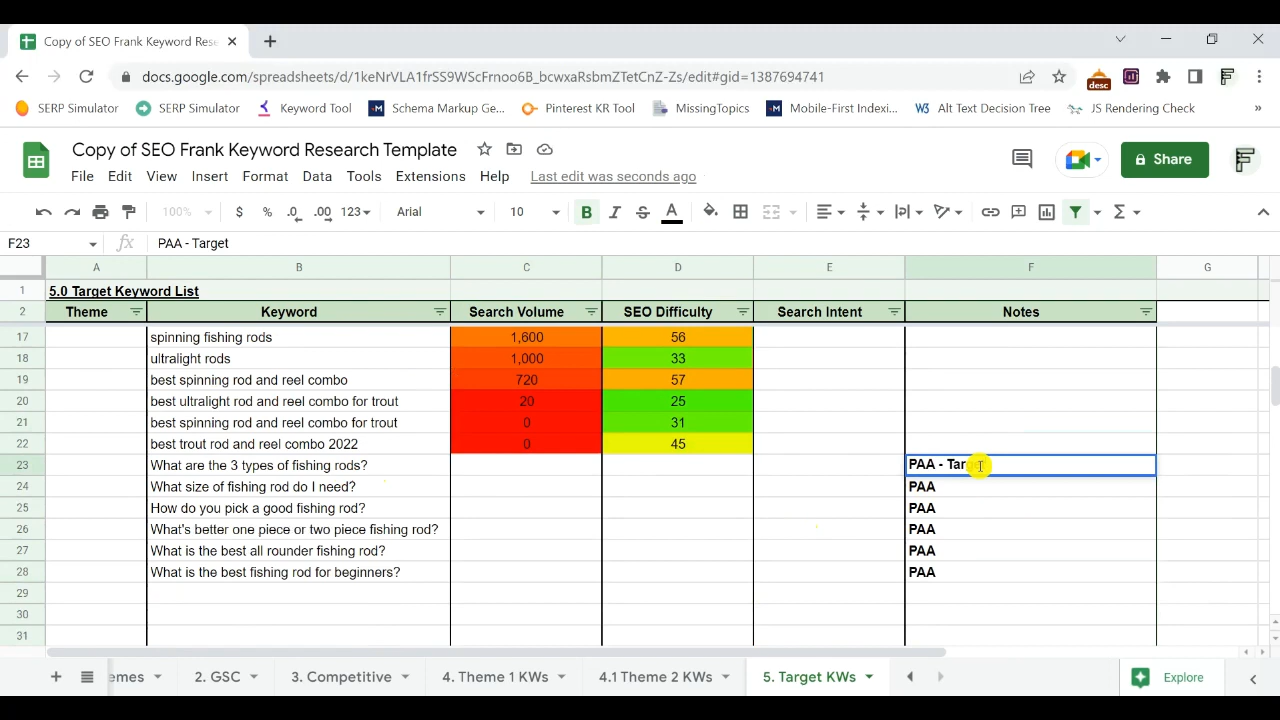 Copy of SEO Frank Keyword Rese
docs.google.com/spreadsheets/d/1keNrVLA1frSS9WScFrnoo6B_bcwxaRsbmZTetCnZ-Zs/edit#gid=1387694741
desc
SERP Simulator SERP Simulator Keyword Tool Schema Markup Ge... Pinterest KR Tool MissingTopics Mobile-First Indexi... W3 Alt Text Decision Tree JS Rendering Check »
Copy of SEO Frank Keyword Research Template
File Edit View Insert Format Data Tools Extensions Help Last edit was seconds ago
Share
100% $ % .0 .00 123 Arial 10 B I S A Σ
F23 fx PAA - Target
A B C D E F G
1 5.0 Target Keyword List
2 Theme Keyword Search Volume SEO Difficulty Search Intent Notes
17 spinning fishing rods 1,600 56
18 ultralight rods 1,000 33
19 best spinning rod and reel combo 720 57
20 best ultralight rod and reel combo for trout 20 25
21 best spinning rod and reel combo for trout 0 31
22 best trout rod and reel combo 2022 0 45
23 What are the 3 types of fishing rods? PAA - Target
24 What size of fishing rod do I need? PAA
25 How do you pick a good fishing rod? PAA
26 What's better one piece or two piece fishing rod? PAA
27 What is the best all rounder fishing rod? PAA
28 What is the best fishing rod for beginners? PAA
29
30
31
emes 2. GSC 3. Competitive 4. Theme 1 KWs 4.1 Theme 2 KWs 5. Target KWs Explore